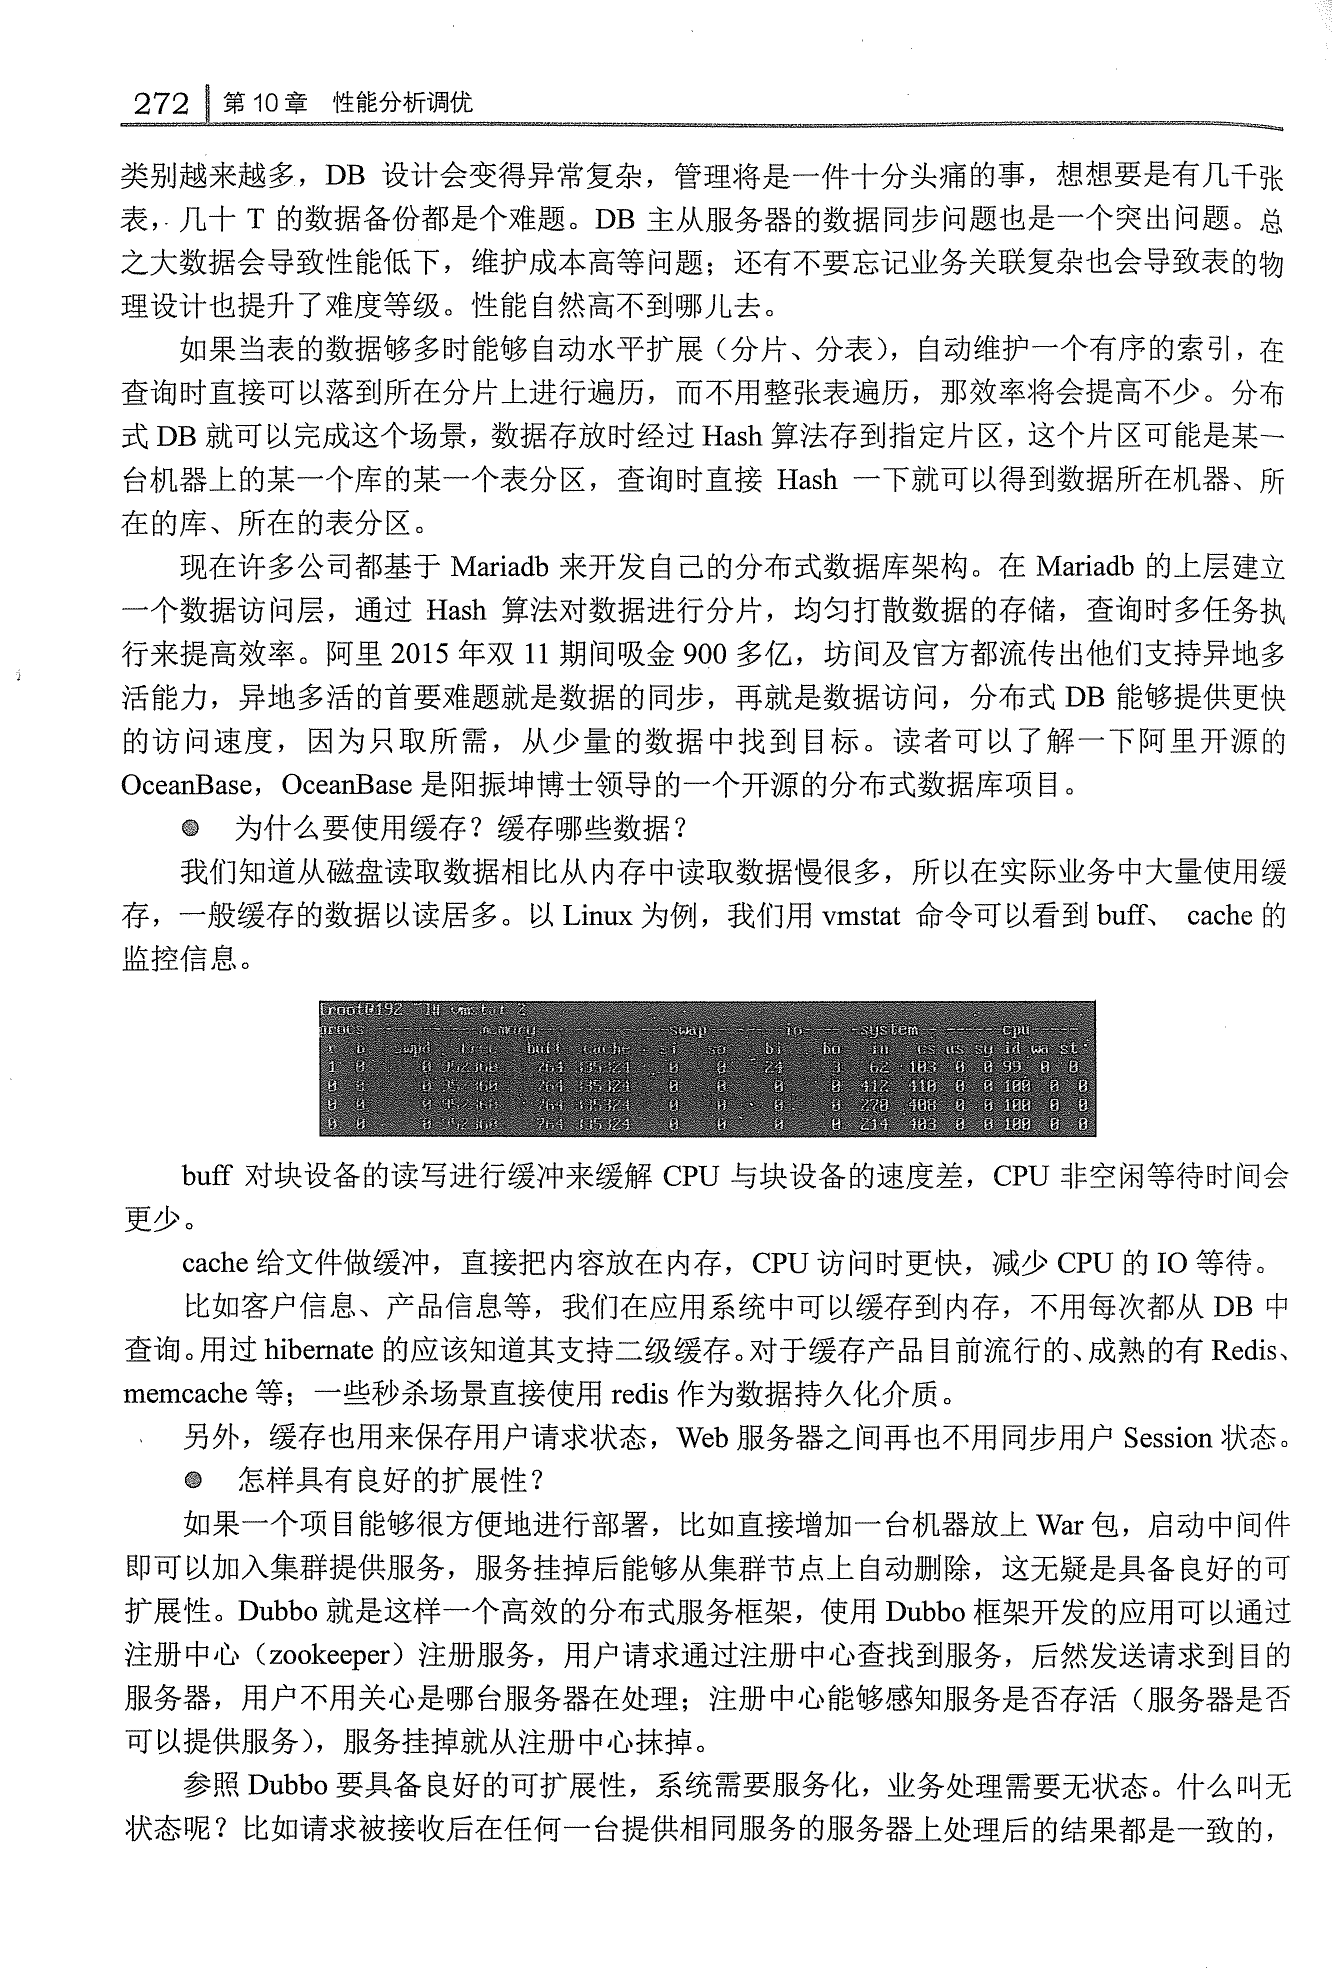 272 第10章 性能分析调优
类别越来越多，DB 设计会变得异常复杂，管理将是一件十分头痛的事，想想要是有几千张
表，几十 T 的数据备份都是个难题。DB 主从服务器的数据同步问题也是一个突出问题。总
之大数据会导致性能低下，维护成本高等问题；还有不要忘记业务关联复杂也会导致表的物
理设计也提升了难度等级。性能自然高不到哪儿去。
如果当表的数据够多时能够自动水平扩展（分片、分表），自动维护一个有序的索引，在
查询时直接可以落到所在分片上进行遍历，而不用整张表遍历，那效率将会提高不少。分布
式 DB 就可以完成这个场景，数据存放时经过 Hash 算法存到指定片区，这个片区可能是某一
台机器上的某一个库的某一个表分区，查询时直接 Hash 一下就可以得到数据所在机器、所
在的库、所在的表分区。
现在许多公司都基于 Mariadb 来开发自己的分布式数据库架构。在 Mariadb 的上层建立
一个数据访问层，通过 Hash 算法对数据进行分片，均匀打散数据的存储，查询时多任务执
行来提高效率。阿里 2015 年双 11 期间吸金 900 多亿，坊间及官方都流传出他们支持异地多
活能力，异地多活的首要难题就是数据的同步，再就是数据访问，分布式 DB 能够提供更快
的访问速度，因为只取所需，从少量的数据中找到目标。读者可以了解一下阿里开源的
OceanBase，OceanBase 是阳振坤博士领导的一个开源的分布式数据库项目。
● 为什么要使用缓存？缓存哪些数据？
我们知道从磁盘读取数据相比从内存中读取数据慢很多，所以在实际业务中大量使用缓
存，一般缓存的数据以读居多。以 Linux 为例，我们用 vmstat 命令可以看到 buff、 cache 的
监控信息。
[root@192 ~]# vmstat 2
procs -----------memory---------- ---swap-- -----io---- --system-- -----cpu-----
r b swpd free buff cache si so bi bo in cs us sy id wa st
1 0 0 952360 764 335324 0 0 24 3 62 103 0 0 99 0 0
0 0 0 952360 764 335324 0 0 0 0 412 410 0 0 100 0 0
0 0 0 952360 764 335324 0 0 0 0 270 408 0 0 100 0 0
0 0 0 952360 764 335324 0 0 0 0 214 403 0 0 100 0 0
buff 对块设备的读写进行缓冲来缓解 CPU 与块设备的速度差，CPU 非空闲等待时间会
更少。
cache 给文件做缓冲，直接把内容放在内存，CPU 访问时更快，减少 CPU 的 IO 等待。
比如客户信息、产品信息等，我们在应用系统中可以缓存到内存，不用每次都从 DB 中
查询。用过 hibernate 的应该知道其支持二级缓存。对于缓存产品目前流行的、成熟的有 Redis、
memcache 等；一些秒杀场景直接使用 redis 作为数据持久化介质。
另外，缓存也用来保存用户请求状态，Web 服务器之间再也不用同步用户 Session 状态。
● 怎样具有良好的扩展性？
如果一个项目能够很方便地进行部署，比如直接增加一台机器放上 War 包，启动中间件
即可以加入集群提供服务，服务挂掉后能够从集群节点上自动删除，这无疑是具备良好的可
扩展性。Dubbo 就是这样一个高效的分布式服务框架，使用 Dubbo 框架开发的应用可以通过
注册中心（zookeeper）注册服务，用户请求通过注册中心查找到服务，后然发送请求到目的
服务器，用户不用关心是哪台服务器在处理；注册中心能够感知服务是否存活（服务器是否
可以提供服务），服务挂掉就从注册中心抹掉。
参照 Dubbo 要具备良好的可扩展性，系统需要服务化，业务处理需要无状态。什么叫无
状态呢？比如请求被接收后在任何一台提供相同服务的服务器上处理后的结果都是一致的，